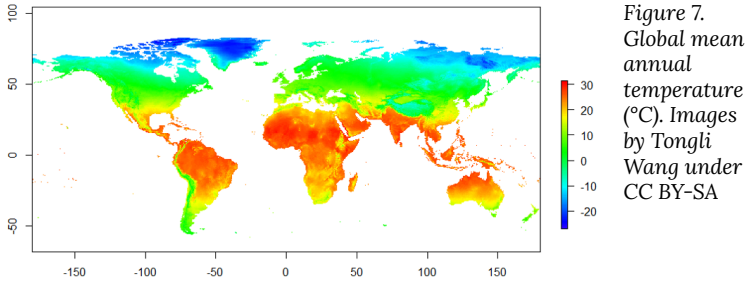 100
50
0
-50
-150
-100
-50
0
50
100
150
30
20
10
0
-10
-20
Figure 7.
Global mean
annual
temperature
(°C). Images
by Tongli
Wang under
CC BY-SA